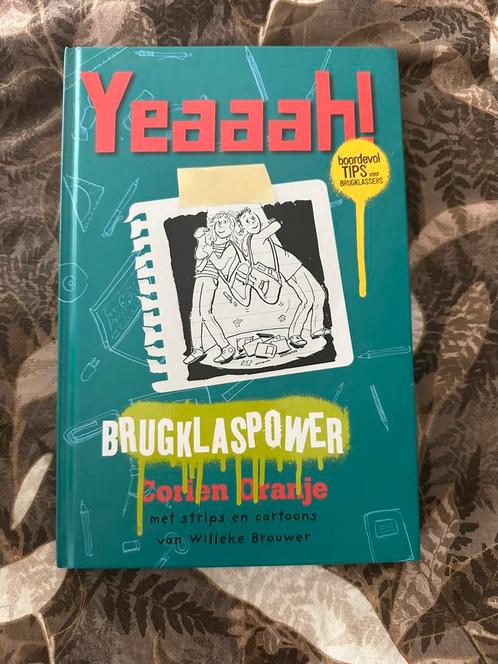 Yeaaah!
boordevol
TIPS voor
BRUGKLASSERS
BRUGKLASPOWER
Corien Oranje
met strips en cartoons
van Willeke Brouwer